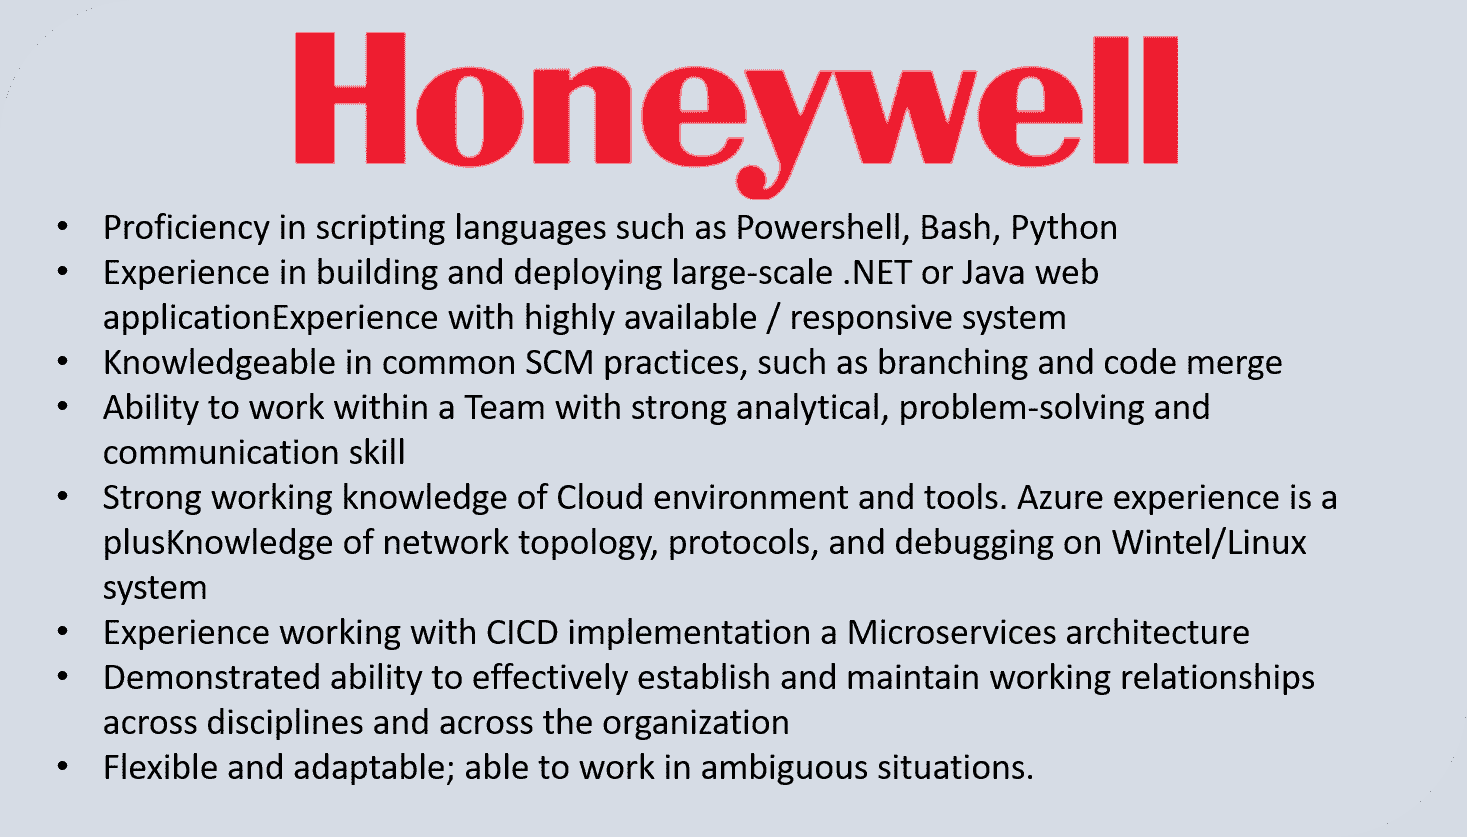 Honeywell
• Proficiency in scripting languages such as Powershell, Bash, Python
• Experience in building and deploying large-scale .NET or Java web
applicationExperience with highly available / responsive system
• Knowledgeable in common SCM practices, such as branching and code merge
• Ability to work within a Team with strong analytical, problem-solving and
communication skill
• Strong working knowledge of Cloud environment and tools. Azure experience is a
plusKnowledge of network topology, protocols, and debugging on Wintel/Linux
system
• Experience working with CICD implementation a Microservices architecture
• Demonstrated ability to effectively establish and maintain working relationships
across disciplines and across the organization
• Flexible and adaptable; able to work in ambiguous situations.